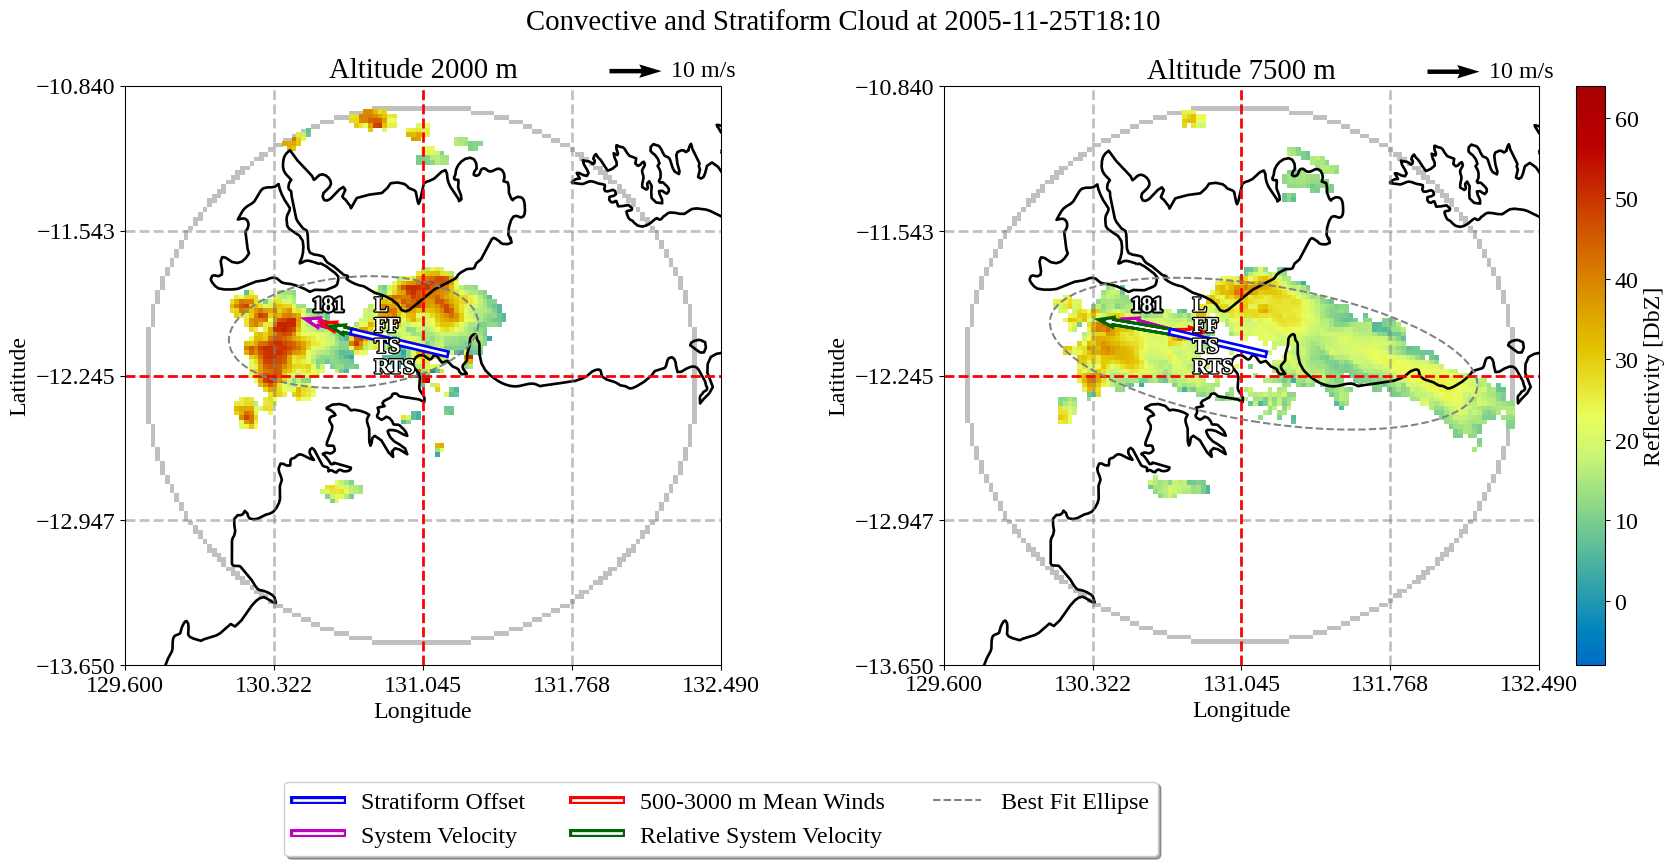 Convective and Stratiform Cloud at 2005-11-25T18:10
Altitude 2000 m
10 m/s
−10.840
−11.543
−12.245
−12.947
−13.650
129.600
130.322
131.045
131.768
132.490
Latitude
Longitude
181
L
FF
TS
RTS
Altitude 7500 m
10 m/s
−10.840
−11.543
−12.245
−12.947
−13.650
129.600
130.322
131.045
131.768
132.490
Latitude
Longitude
181
L
FF
TS
RTS
60
50
40
30
20
10
0
Reflectivity [DbZ]
Stratiform Offset
System Velocity
500-3000 m Mean Winds
Relative System Velocity
Best Fit Ellipse